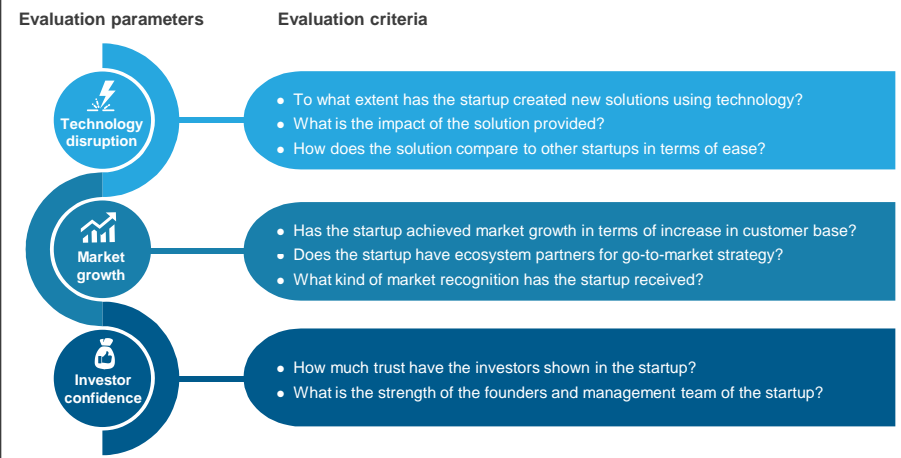 Evaluation parameters
Evaluation criteria
Technology
disruption
● To what extent has the startup created new solutions using technology?
● What is the impact of the solution provided?
● How does the solution compare to other startups in terms of ease?
Market
growth
● Has the startup achieved market growth in terms of increase in customer base?
● Does the startup have ecosystem partners for go-to-market strategy?
● What kind of market recognition has the startup received?
Investor
confidence
● How much trust have the investors shown in the startup?
● What is the strength of the founders and management team of the startup?